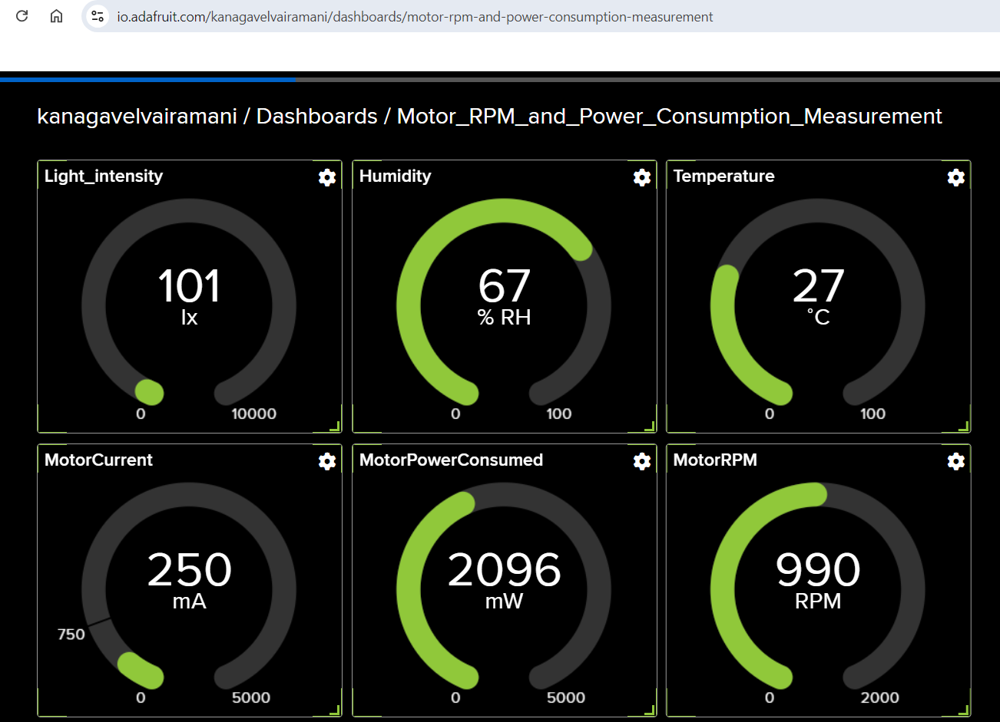 io.adafruit.com/kanagavelvairamani/dashboards/motor-rpm-and-power-consumption-measurement
kanagavelvairamani / Dashboards / Motor_RPM_and_Power_Consumption_Measurement
Light_intensity
101
lx
0
10000
Humidity
67
% RH
0
100
Temperature
27
°C
0
100
MotorCurrent
250
mA
750
0
5000
MotorPowerConsumed
2096
mW
0
5000
MotorRPM
990
RPM
0
2000